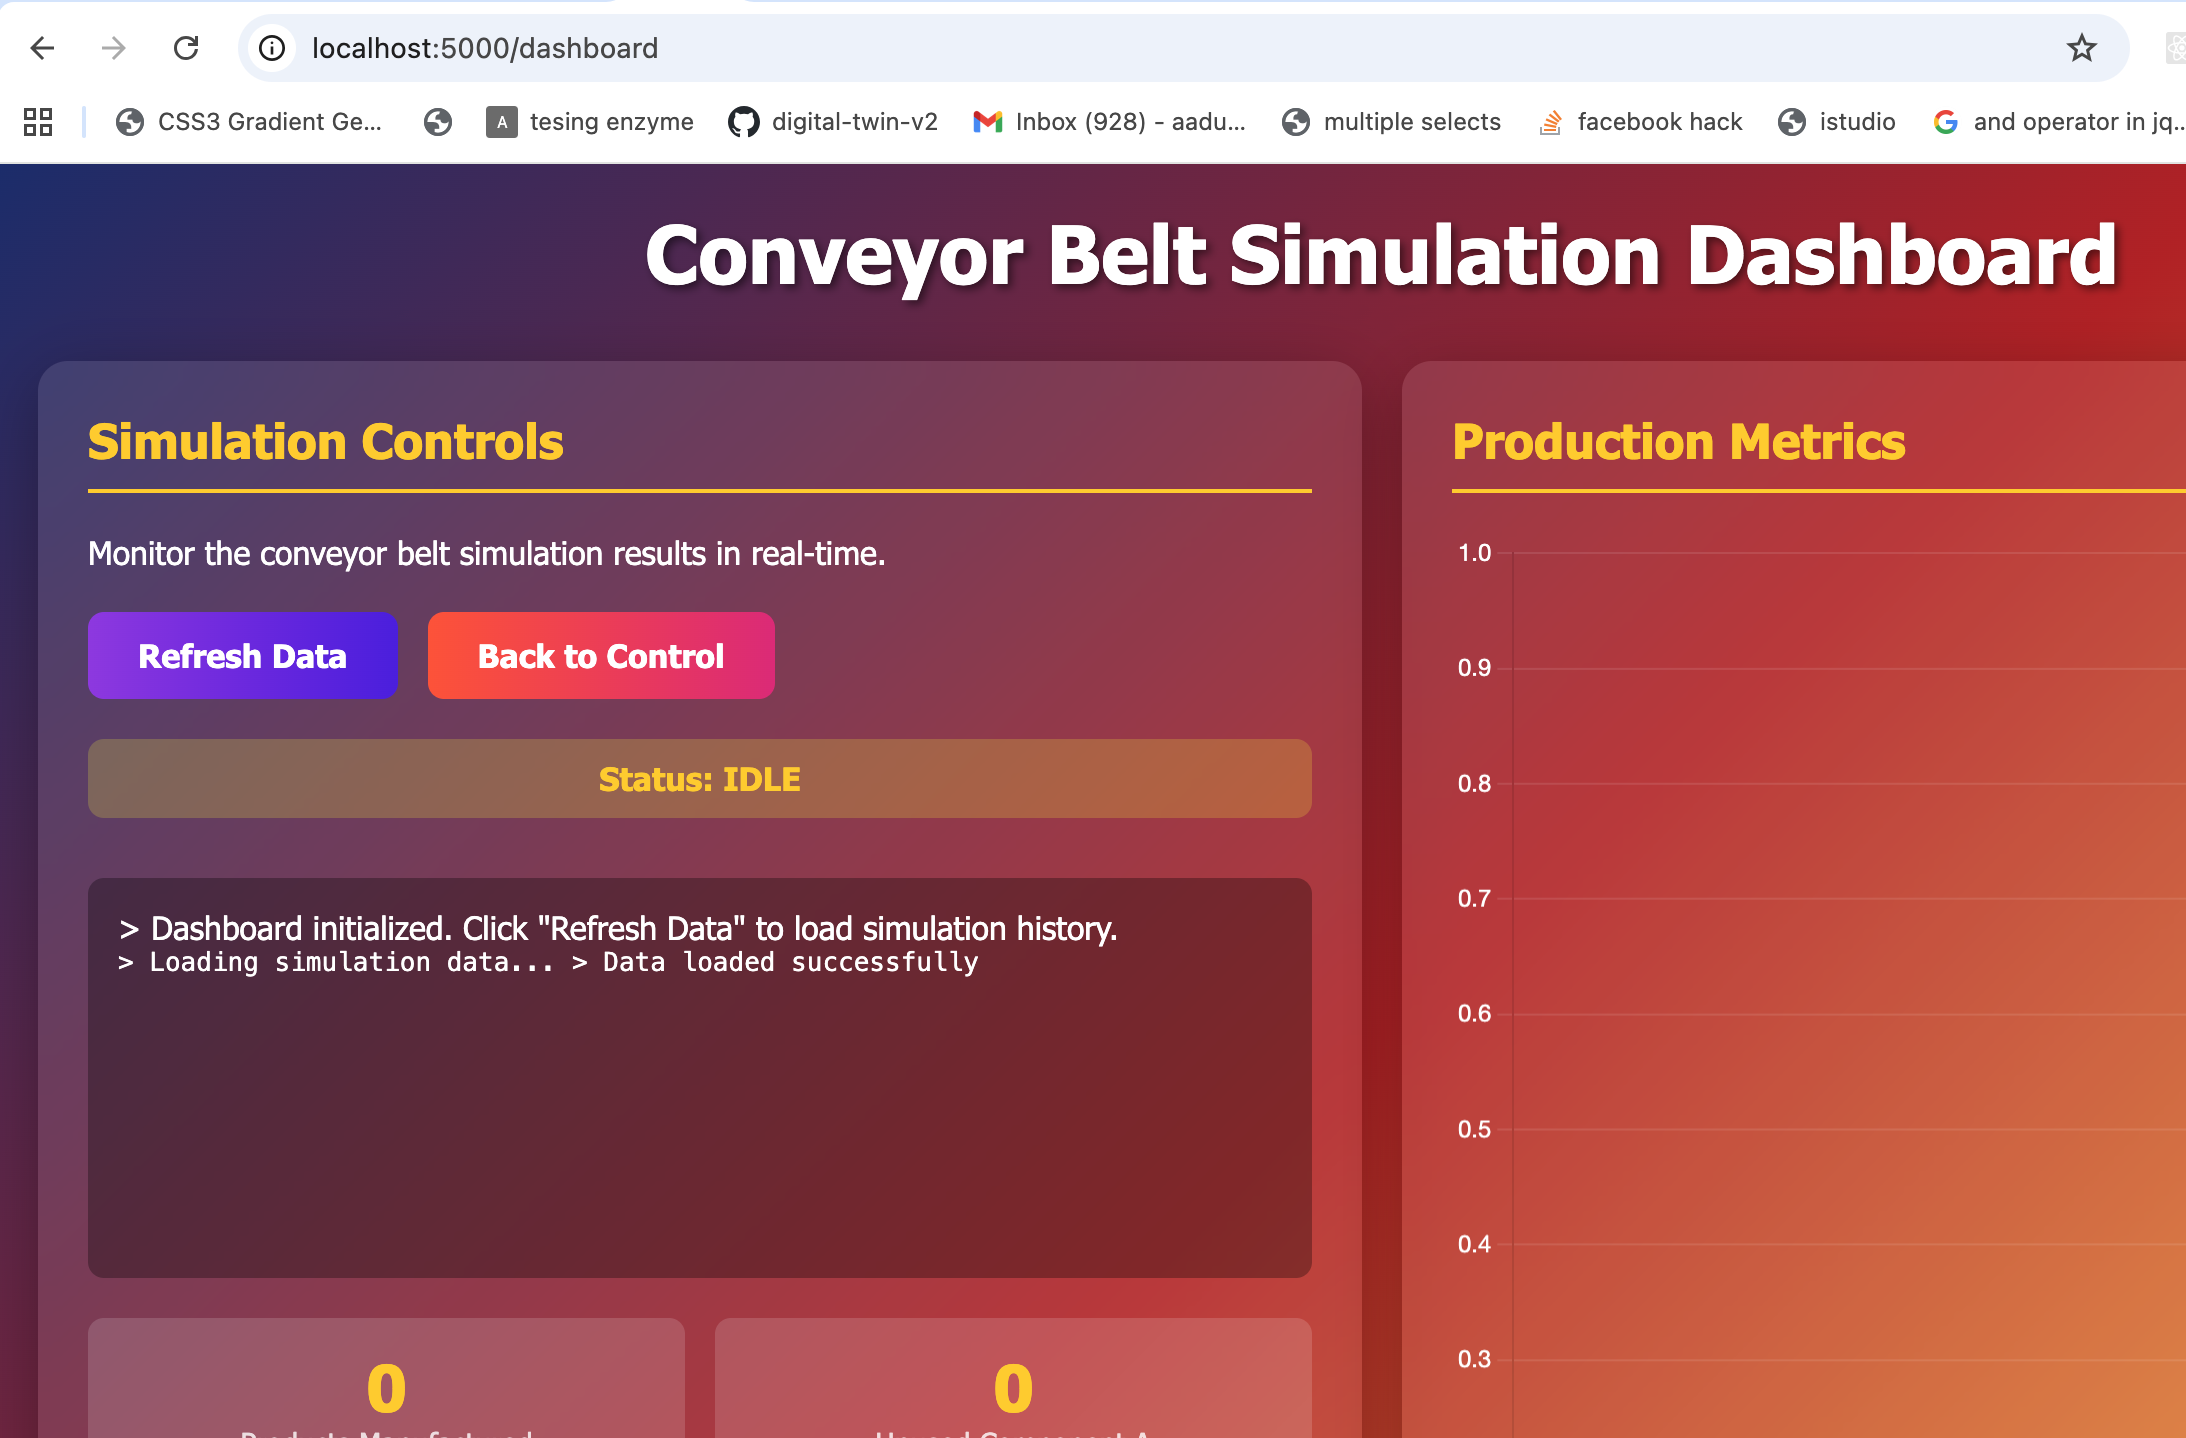 localhost:5000/dashboard
CSS3 Gradient Ge...
A tesing enzyme
digital-twin-v2
Inbox (928) - aadu...
multiple selects
facebook hack
istudio
and operator in jq...
Conveyor Belt Simulation Dashboard
Simulation Controls
Monitor the conveyor belt simulation results in real-time.
Refresh Data
Back to Control
Status: IDLE
> Dashboard initialized. Click "Refresh Data" to load simulation history.
> Loading simulation data... > Data loaded successfully
0
Products Manufactured
0
Unused Component A
Production Metrics
1.0
0.9
0.8
0.7
0.6
0.5
0.4
0.3